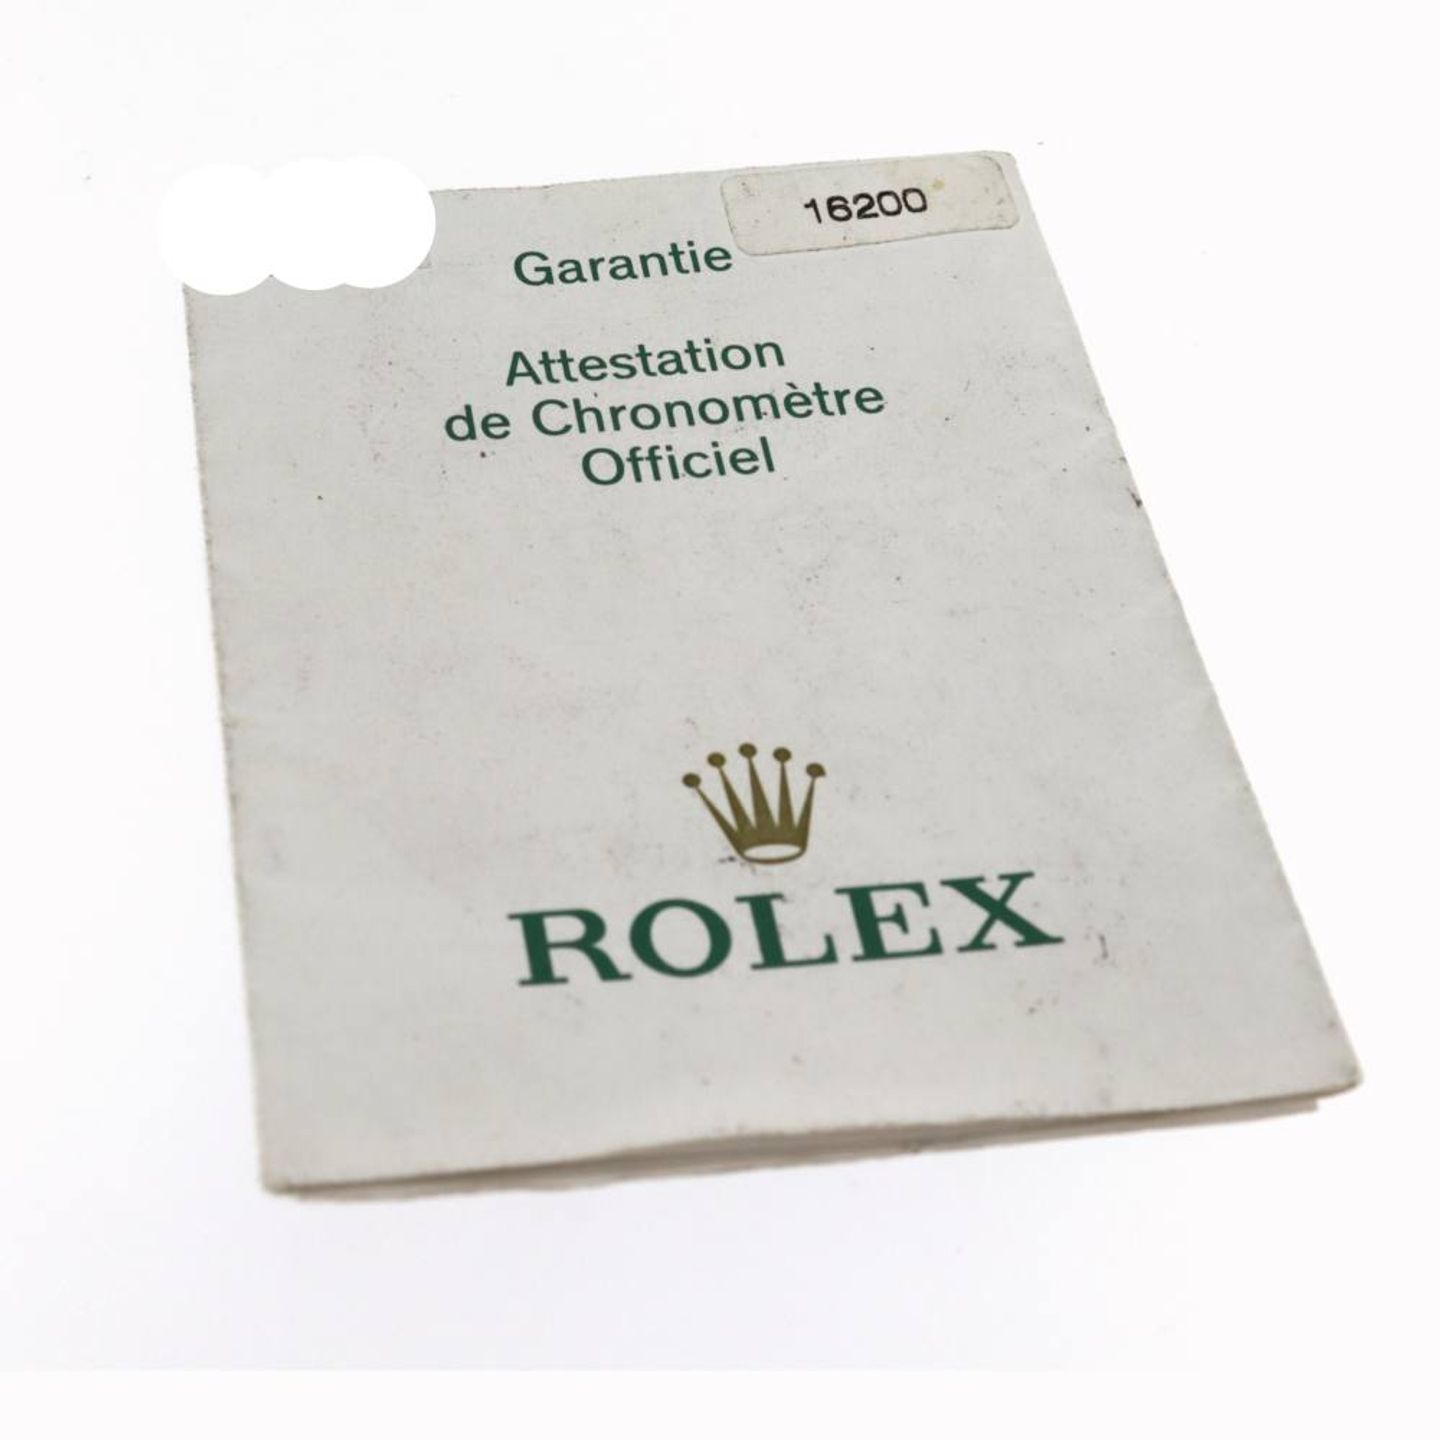 16200
Garantie
Attestation
de Chronomètre
Officiel
ROLEX